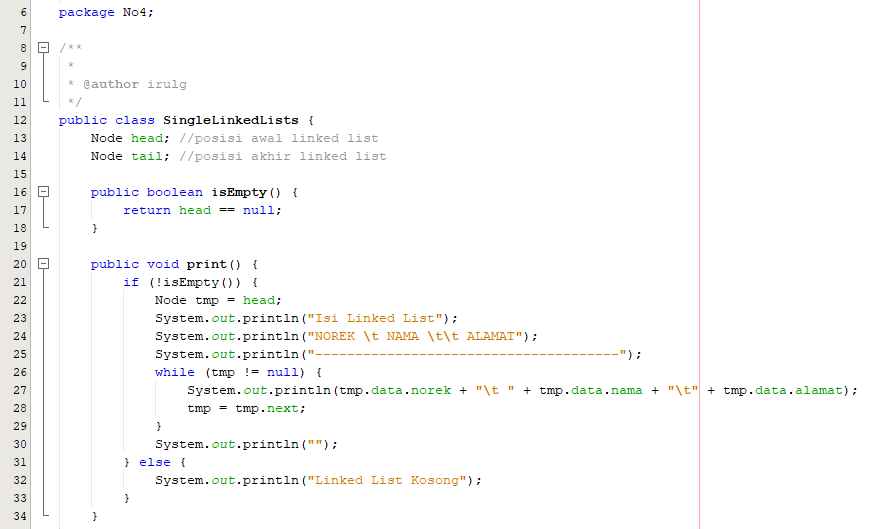 6 package No4;
7
8 /**
9 *
10 * @author irulg
11 */
12 public class SingleLinkedLists {
13 Node head; //posisi awal linked list
14 Node tail; //posisi akhir linked list
15
16 public boolean isEmpty() {
17 return head == null;
18 }
19
20 public void print() {
21 if (!isEmpty()) {
22 Node tmp = head;
23 System.out.println("Isi Linked List");
24 System.out.println("NOREK \t NAMA \t\t ALAMAT");
25 System.out.println("--------------------------------------");
26 while (tmp != null) {
27 System.out.println(tmp.data.norek + "\t " + tmp.data.nama + "\t" + tmp.data.alamat);
28 tmp = tmp.next;
29 }
30 System.out.println("");
31 } else {
32 System.out.println("Linked List Kosong");
33 }
34 }